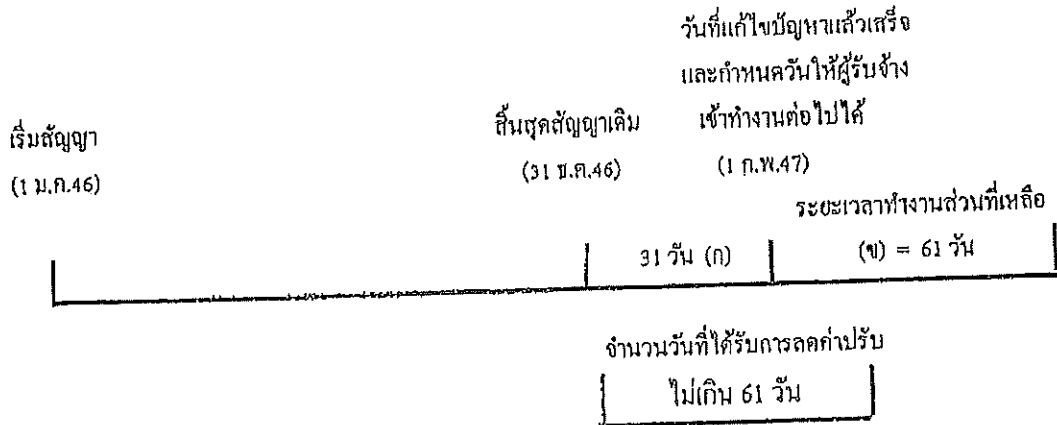 วันที่แก้ไขปัญหาแล้วเสร็จ
และกำหนดวันให้ผู้รับจ้าง
เริ่มสัญญา
สิ้นสุดสัญญาเดิม
เข้าทำงานต่อไปได้
(1 ม.ค.46)
(31 ธ.ค.46)
(1 ก.พ.47)
ระยะเวลาทำงานส่วนที่เหลือ
31 วัน (ก)
(ข) = 61 วัน
จำนวนวันที่ได้รับการลดค่าปรับ
ไม่เกิน 61 วัน